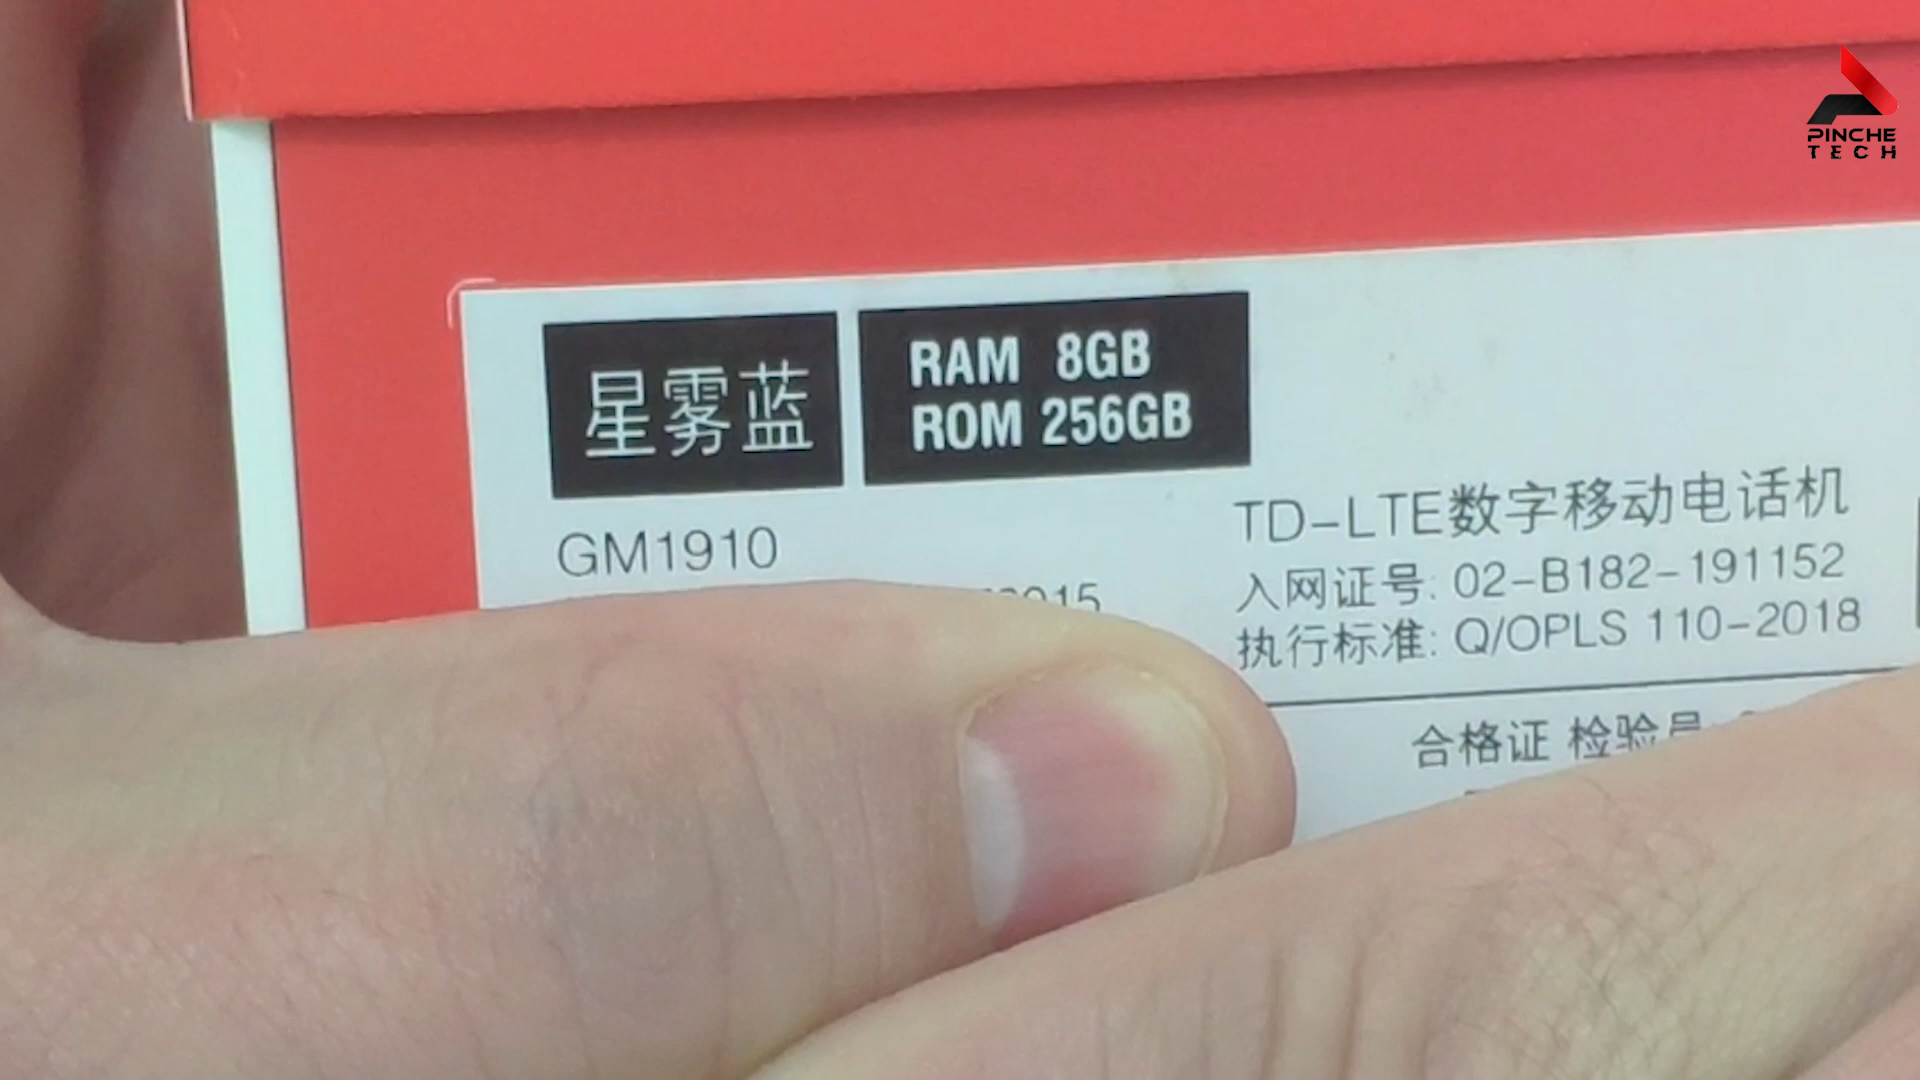 PINCHE
TECH
星雾蓝
RAM 8GB
ROM 256GB
GM1910
TD-LTE数字移动电话机
入网证号: 02-B182-191152
执行标准: Q/OPLS 110-2018
合格证 检验员: